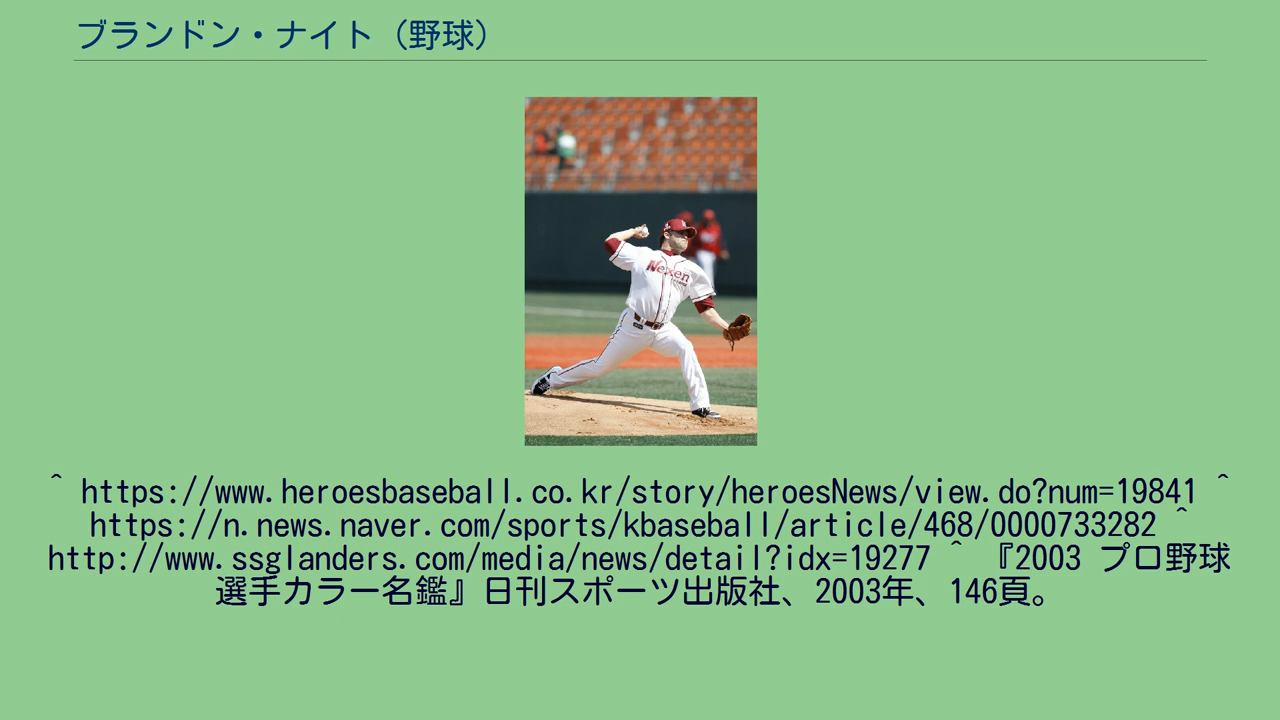 ブランドン・ナイト（野球）
Nexen
^ https://www.heroesbaseball.co.kr/story/heroesNews/view.do?num=19841 ^
https://n.news.naver.com/sports/kbaseball/article/468/0000733282 ^
http://www.ssglanders.com/media/news/detail?idx=19277 ^ 『2003 プロ野球
選手カラー名鑑』日刊スポーツ出版社、2003年、146頁。